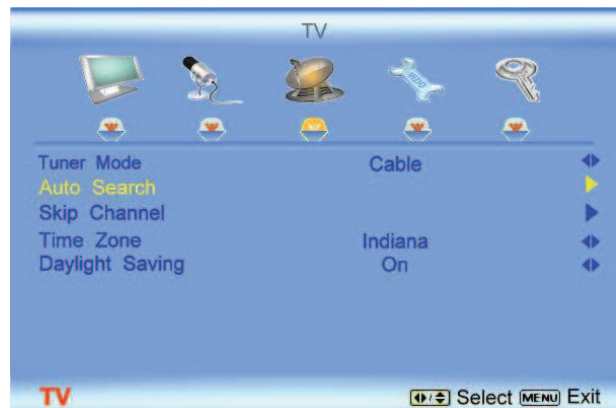 TV
Tuner Mode Cable
Auto Search
Skip Channel
Time Zone Indiana
Daylight Saving On
TV Select MENU Exit